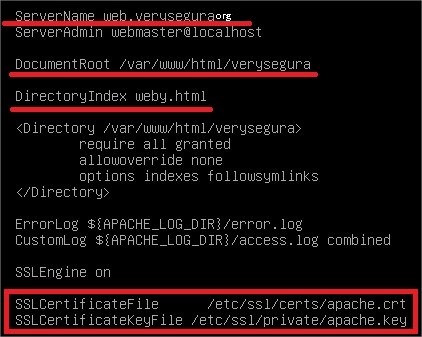 ServerName web.verysegura.org
ServerAdmin webmaster@localhost
DocumentRoot /var/www/html/verysegura
DirectoryIndex weby.html
<Directory /var/www/html/verysegura>
require all granted
allowoverride none
options indexes followsymlinks
</Directory>
ErrorLog ${APACHE_LOG_DIR}/error.log
CustomLog ${APACHE_LOG_DIR}/access.log combined
SSLEngine on
SSLCertificateFile /etc/ssl/certs/apache.crt
SSLCertificateKeyFile /etc/ssl/private/apache.key